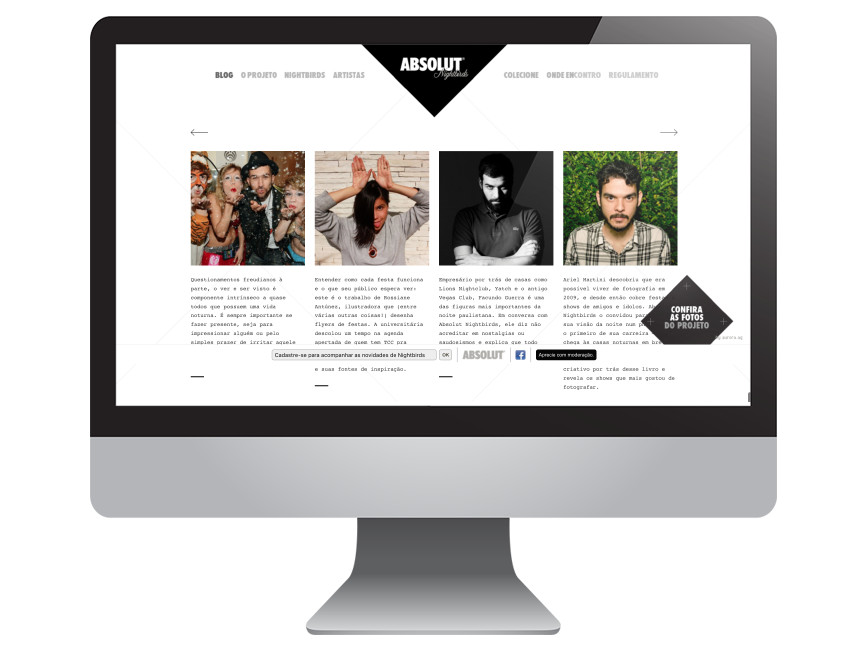 BLOG O PROJETO NIGHTBIRDS ARTISTAS
ABSOLUT
Nightbirds
COLECIONE ONDE ENCONTRO REGULAMENTO
Questionamentos freudianos à
parte, o ver e ser visto é
componente intrínseco a quase
todos que possuem uma vida
noturna. É sempre importante se
fazer presente, seja para
impressionar alguém ou pelo
simples prazer de irritar aquele
Entender como cada festa funciona
e o que seu público espera ver:
este é o trabalho de Rossiane
Antúnez, ilustradora que (entre
várias outras coisas!) desenha
flyers de festas. A universitária
descolou um tempo na agenda
apertada de quem tem TCC pra
e suas fontes de inspiração.
Empresário por trás de casas como
Lions Nightclub, Yatch e o antigo
Vegas Club, Facundo Guerra é uma
das figuras mais importantes da
noite paulistana. Em conversa com
Absolut Nightbirds, ele diz não
acreditar em nostalgias ou
saudosismos e explica que todo
Ariel Martini descobriu que era
possível viver de fotografia em
2009, e desde então cobre festas
shows de amigos e ídolos.
Nightbirds o convidou par
sua visão da noite num p
o primeiro de sua carreira
chega às casas noturnas em bre
criativo por trás desse livro e
revela os shows que mais gostou de
fotografar.
CONFIRA
AS FOTOS
DO PROJETO
Cadastre-se para acompanhar as novidades de Nightbirds OK ABSOLUT Aprecie com moderação.